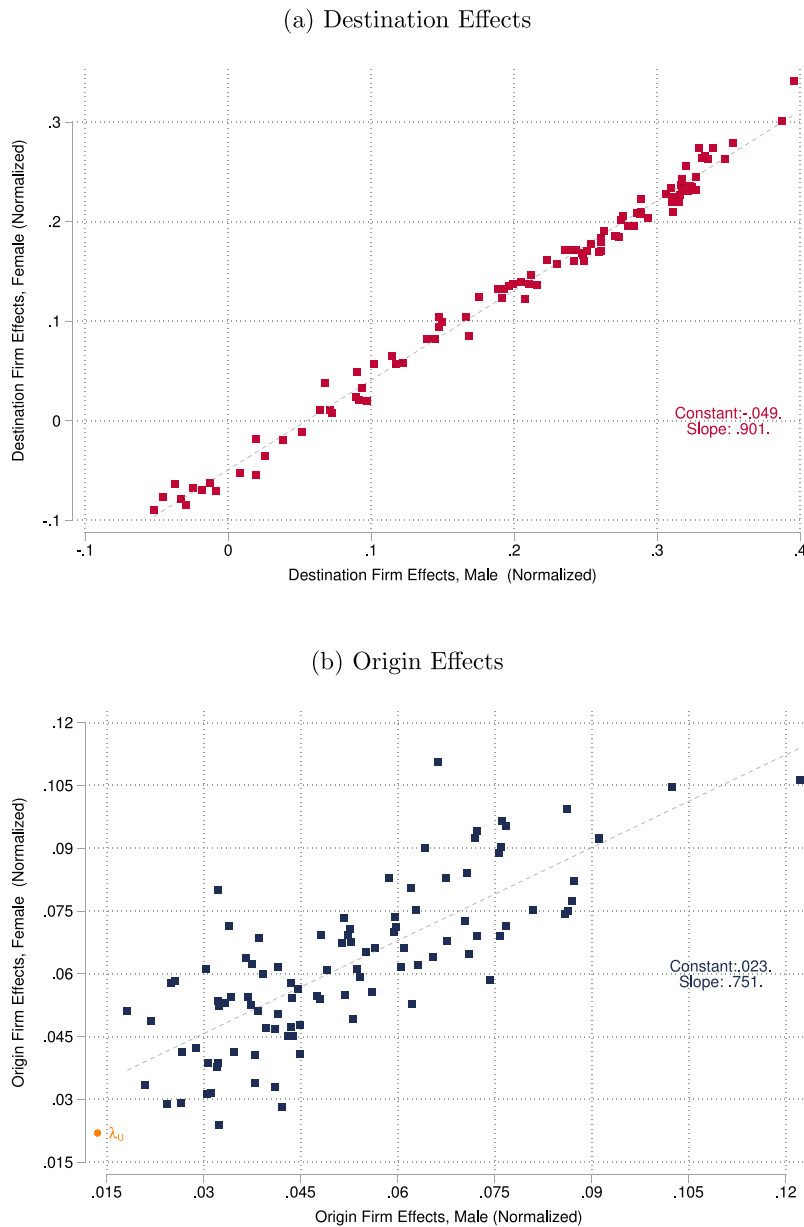 (a) Destination Effects
Destination Firm Effects, Female (Normalized)
.3
.2
.1
0
-.1
Constant:-.049.
Slope: .901.
-.1 0 .1 .2 .3 .4
Destination Firm Effects, Male (Normalized)
(b) Origin Effects
Origin Firm Effects, Female (Normalized)
.12
.105
.09
.075
.06
.045
.03
.015
Constant:.023.
Slope: .751.
λU
.015 .03 .045 .06 .075 .09 .105 .12
Origin Firm Effects, Male (Normalized)